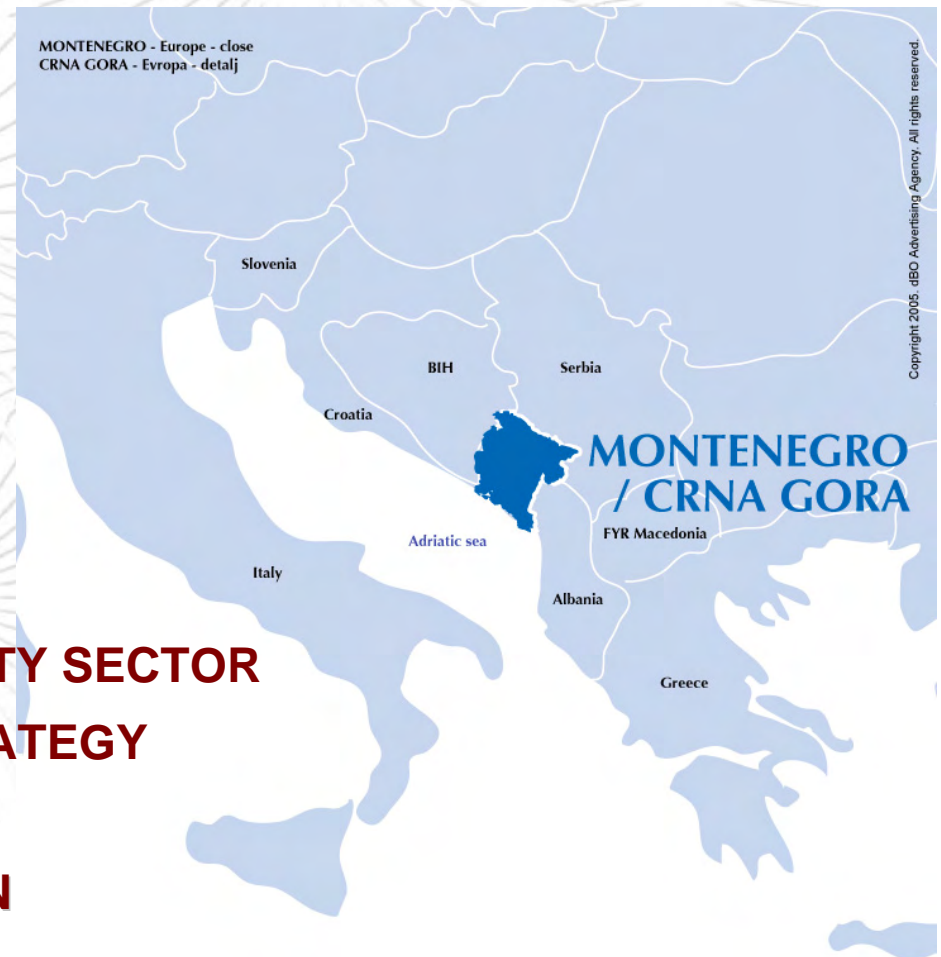 MONTENEGRO - Europe - close
CRNA GORA - Evropa - detalj
Copyright 2005. dBO Advertising Agency. All rights reserved.
Slovenia
BIH
Serbia
Croatia
MONTENEGRO
/ CRNA GORA
FYR Macedonia
Adriatic sea
Italy
Albania
TY SECTOR
Greece
ATEGY
N